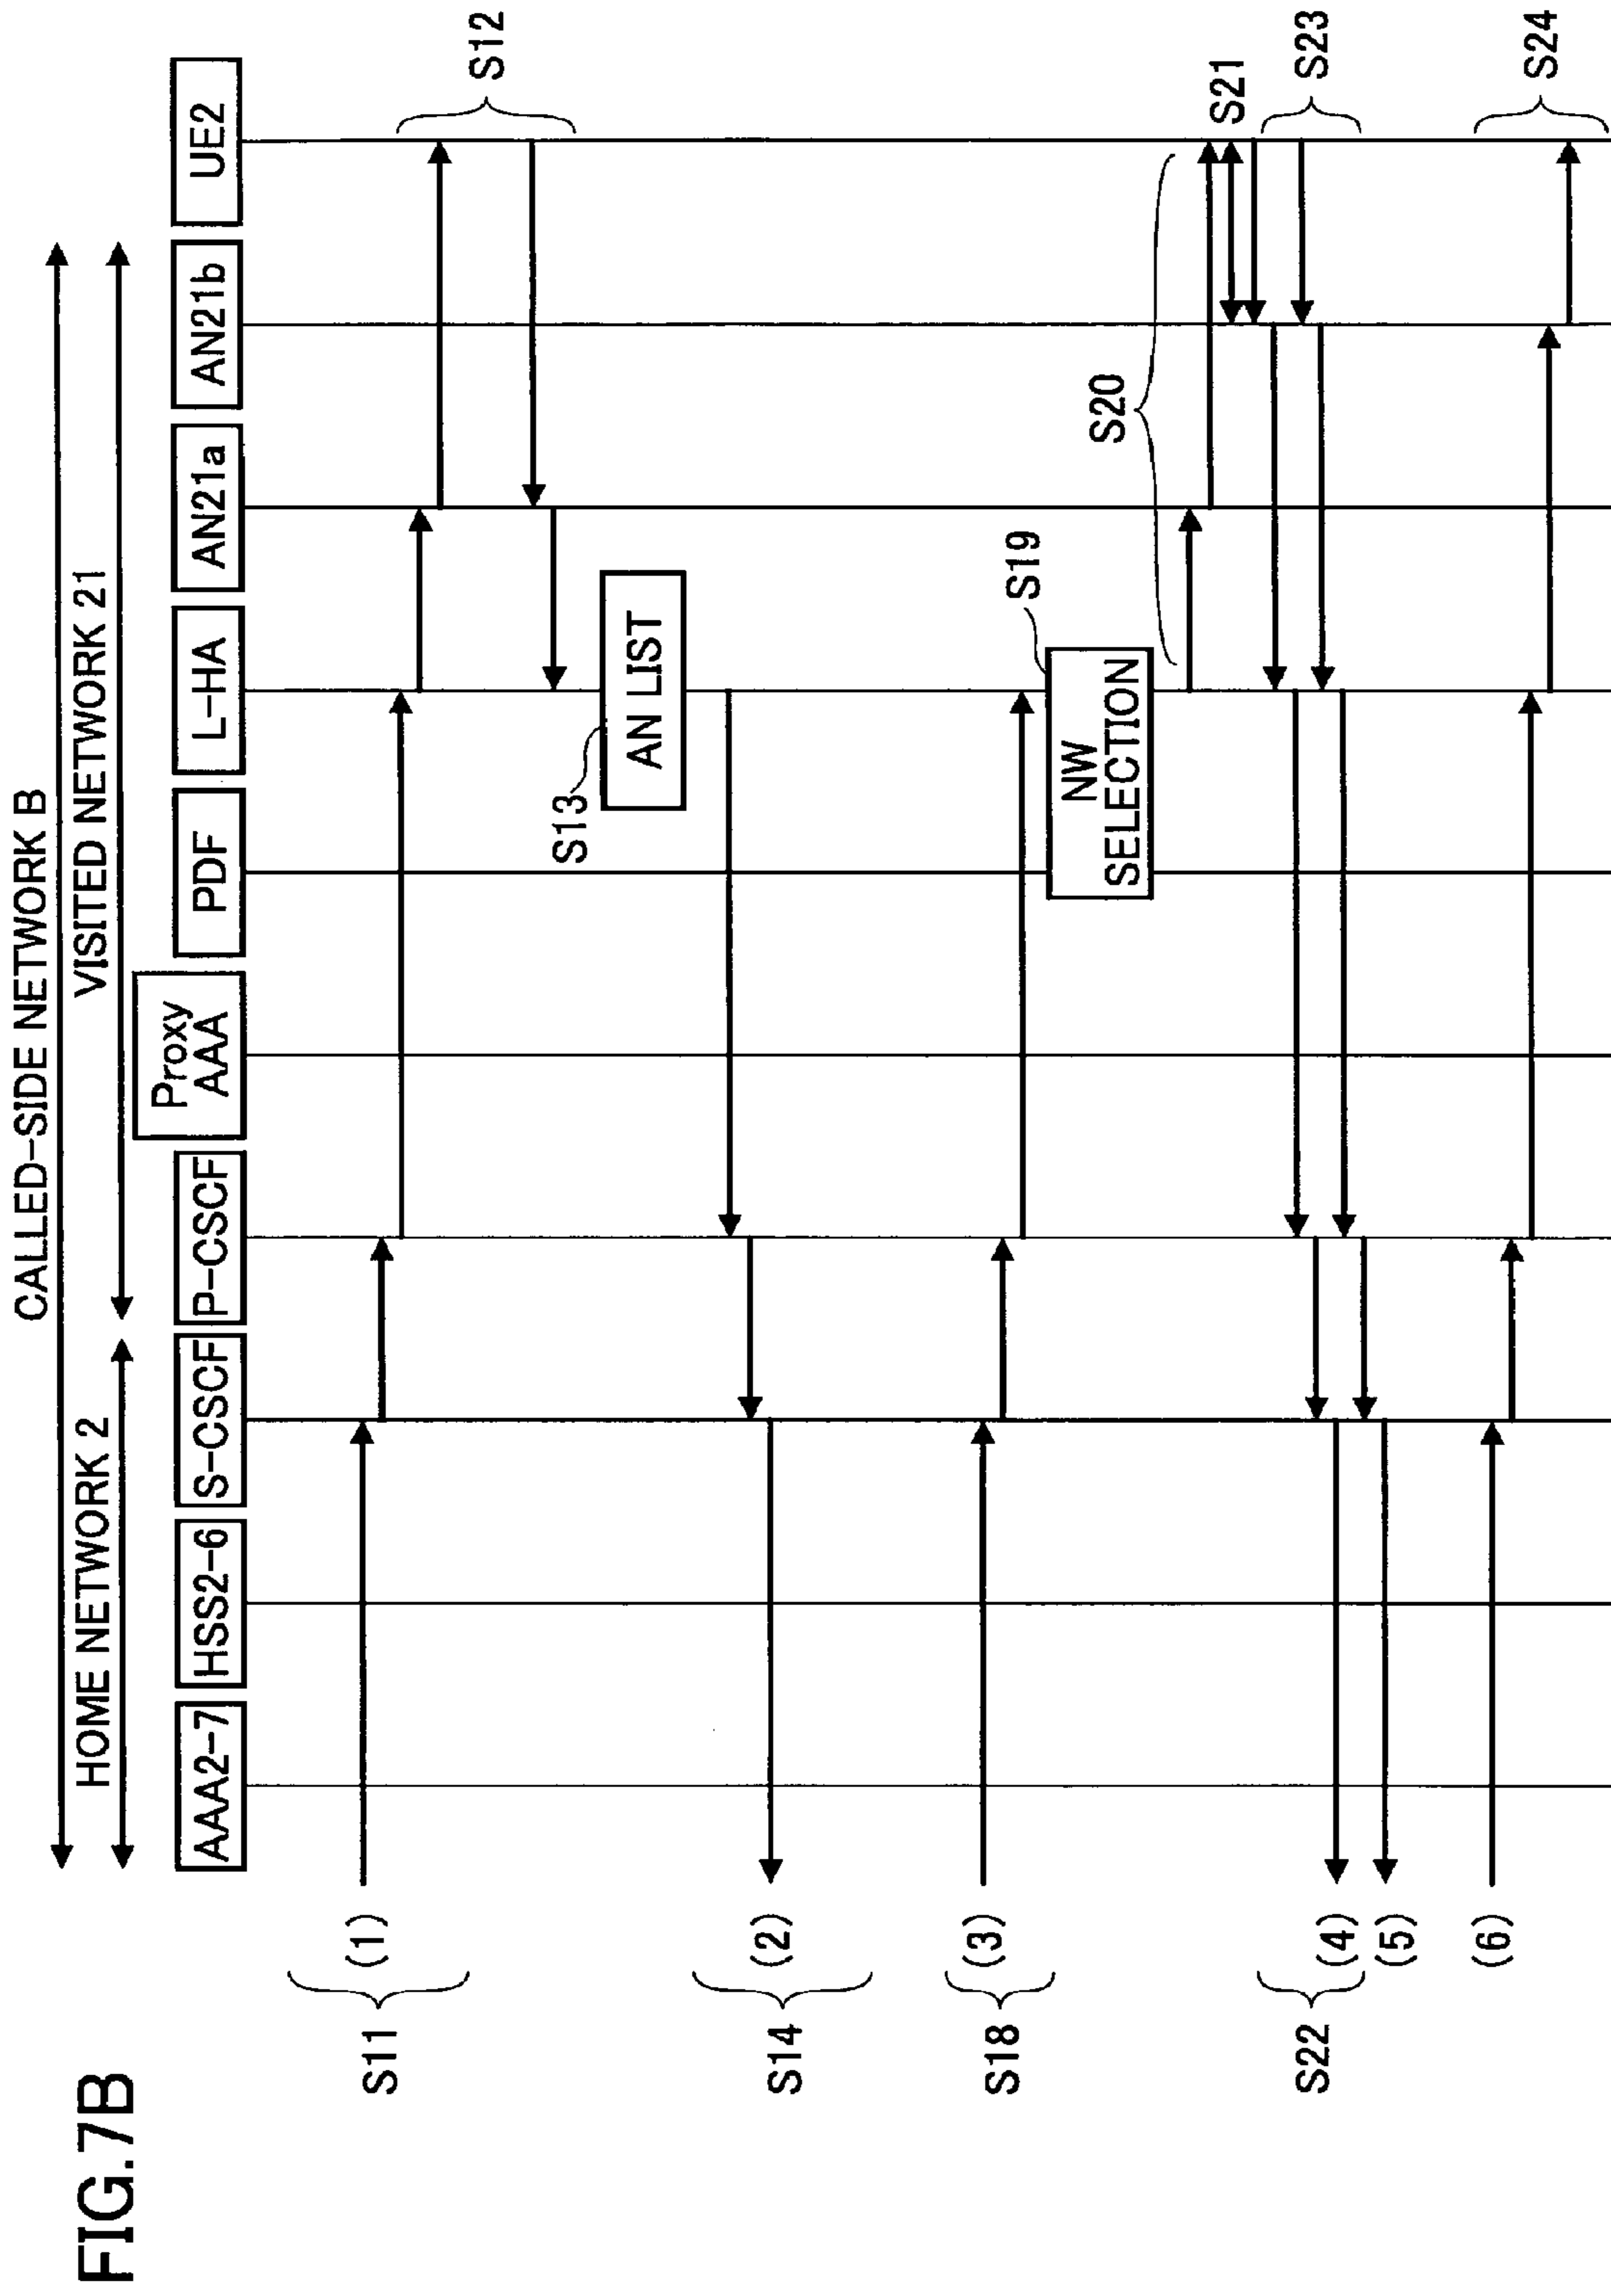 FIG.7B
CALLED-SIDE NETWORK B
HOME NETWORK 2
VISITED NETWORK 21
AAA2-7
HSS2-6
S-CSCF
P-CSCF
Proxy
AAA
PDF
L-HA
AN21a
AN21b
UE2
S11
(1)
S12
S13
AN LIST
S14
(2)
S18
(3)
S19
NW
SELECTION
S20
S21
S22
(4)
S23
(5)
(6)
S24